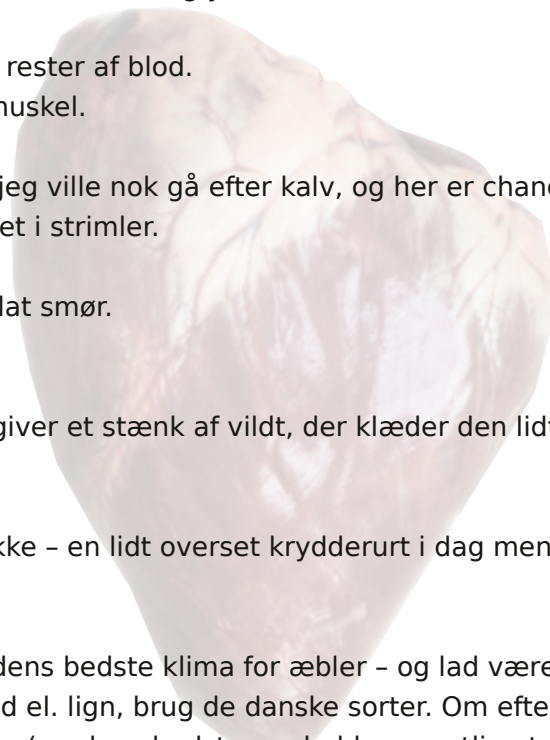 rester af blod.
muskel.
jeg ville nok gå efter kalv, og her er
et i strimler.
lat smør.
giver et stænk af vildt, der klæder den lidt
kke – en lidt overset krydderurt i dag men
dens bedste klima for æbler – og lad være
d el. lign, brug de danske sorter. Om efte